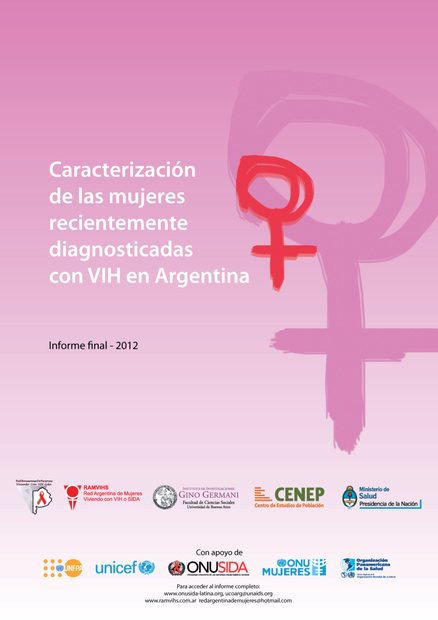 Caracterización
de las mujeres
recientemente
diagnosticadas
con VIH en Argentina
Informe final - 2012
RAMVIHS
Red Argentina de Mujeres
Viviendo con VIH o SIDA
INSTITUTO DE INVESTIGACIONES
GINO GERMANI
Facultad de Ciencias Sociales
Universidad de Buenos Aires
CENEP
Centro de Estudios de Población
Ministerio de
Salud
Presidencia de la Nación
Con apoyo de
UNFPA
unicef
ONUSIDA
ONU
MUJERES
Organización
Panamericana
de la Salud
Para acceder al informe completo:
www.onusida-latina.org, ucoarg@unaids.org
www.ramvihs.com.ar redargentinademujeres@hotmail.com